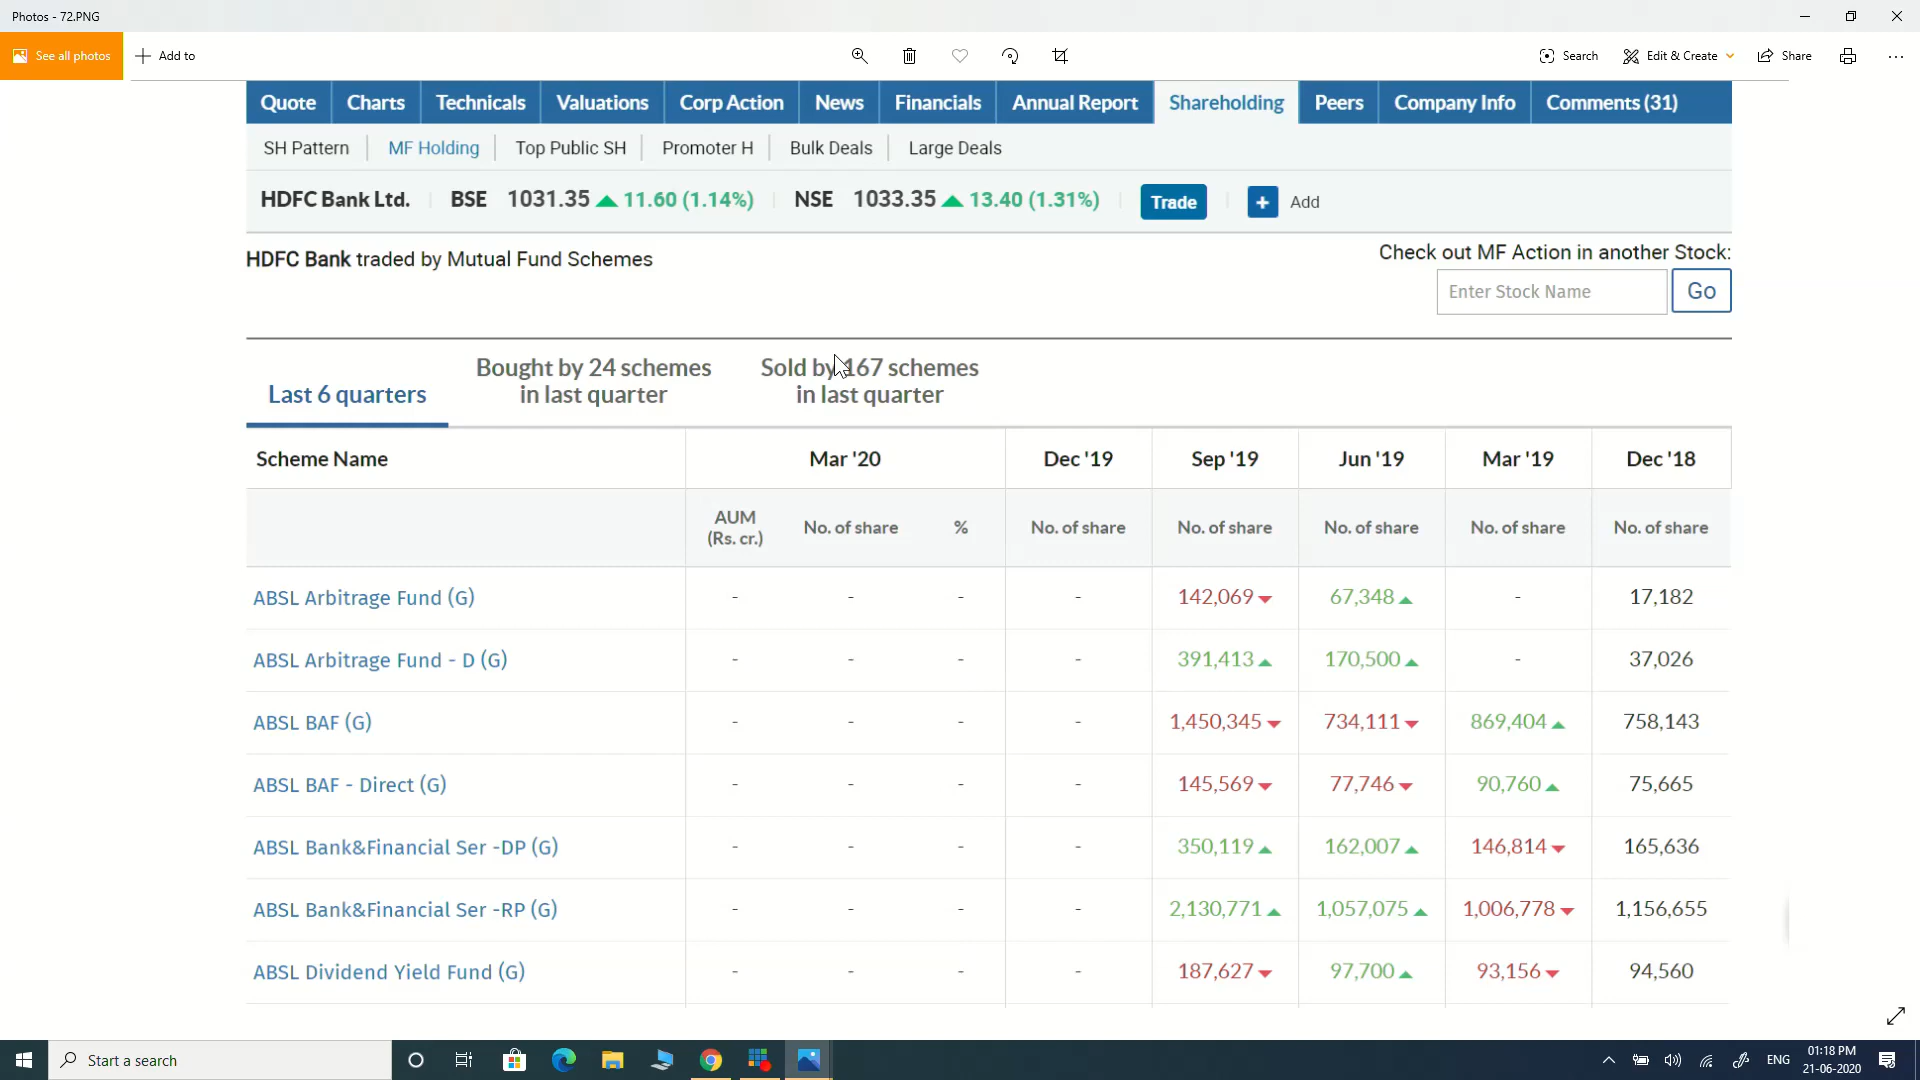 Photos - 72.PNG
See all photos
Add to
Search
Edit & Create
Share
Quote Charts Technicals Valuations Corp Action News Financials Annual Report Shareholding Peers Company Info Comments (31)
SH Pattern MF Holding Top Public SH Promoter H Bulk Deals Large Deals
HDFC Bank Ltd. BSE 1031.35 ▲ 11.60 (1.14%) NSE 1033.35 ▲ 13.40 (1.31%) Trade + Add
HDFC Bank traded by Mutual Fund Schemes
Check out MF Action in another Stock:
Enter Stock Name Go
Last 6 quarters
Bought by 24 schemes
in last quarter
Sold by 167 schemes
in last quarter
Scheme Name Mar '20 Dec '19 Sep '19 Jun '19 Mar '19 Dec '18
AUM
(Rs. cr.)
No. of share % No. of share No. of share No. of share No. of share No. of share
ABSL Arbitrage Fund (G) - - - - 142,069 ▼ 67,348 ▲ - 17,182
ABSL Arbitrage Fund - D (G) - - - - 391,413 ▲ 170,500 ▲ - 37,026
ABSL BAF (G) - - - - 1,450,345 ▼ 734,111 ▼ 869,404 ▲ 758,143
ABSL BAF - Direct (G) - - - - 145,569 ▼ 77,746 ▼ 90,760 ▲ 75,665
ABSL Bank&Financial Ser -DP (G) - - - - 350,119 ▲ 162,007 ▲ 146,814 ▼ 165,636
ABSL Bank&Financial Ser -RP (G) - - - - 2,130,771 ▲ 1,057,075 ▲ 1,006,778 ▼ 1,156,655
ABSL Dividend Yield Fund (G) - - - - 187,627 ▼ 97,700 ▲ 93,156 ▼ 94,560
Start a search
ENG
01:18 PM
21-06-2020